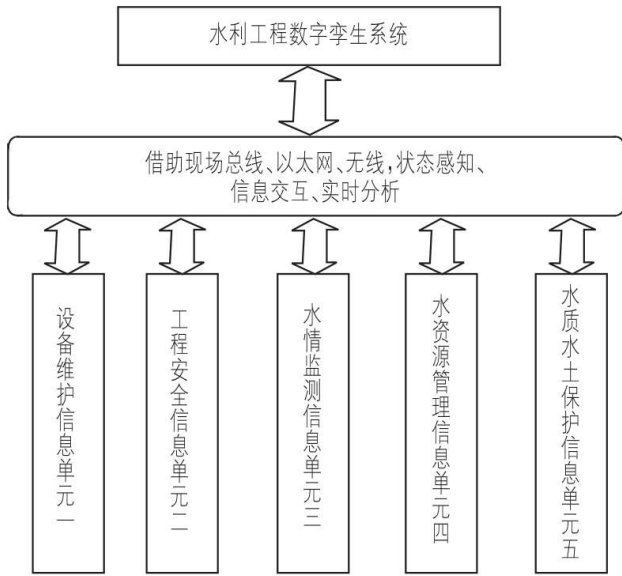 水利工程数字孪生系统
借助现场总线、以太网、无线,状态感知、
信息交互、实时分析
设备维护信息单元一
工程安全信息单元二
水情监测信息单元三
水资源管理信息单元四
水质水土保护信息单元五